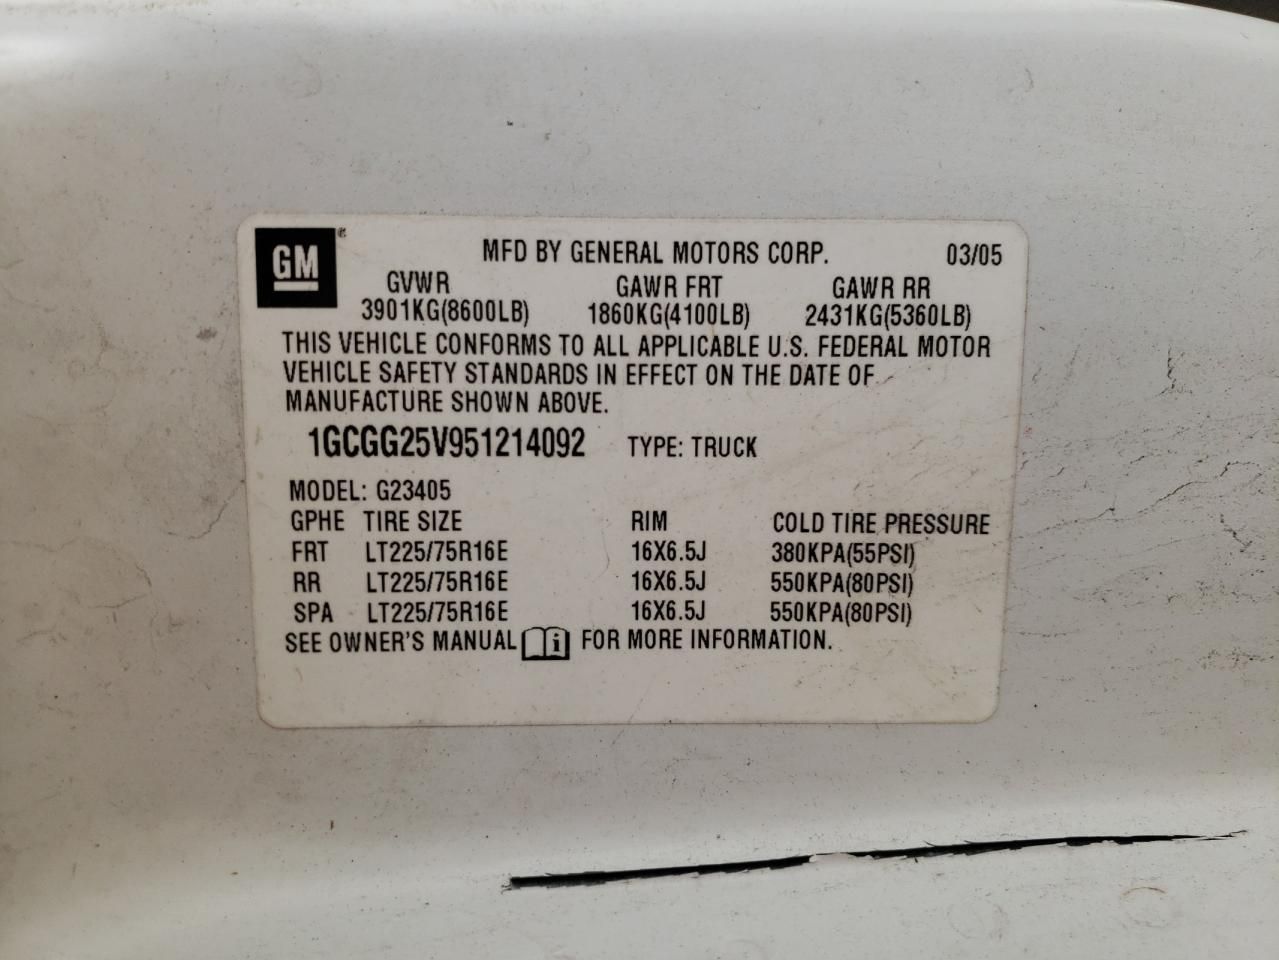 GM® MFD BY GENERAL MOTORS CORP. 03/05
GVWR GAWR FRT GAWR RR
3901KG(8600LB) 1860KG(4100LB) 2431KG(5360LB)
THIS VEHICLE CONFORMS TO ALL APPLICABLE U.S. FEDERAL MOTOR
VEHICLE SAFETY STANDARDS IN EFFECT ON THE DATE OF
MANUFACTURE SHOWN ABOVE.
1GCGG25V951214092 TYPE: TRUCK
MODEL: G23405
GPHE TIRE SIZE RIM COLD TIRE PRESSURE
FRT LT225/75R16E 16X6.5J 380KPA(55PSI)
RR LT225/75R16E 16X6.5J 550KPA(80PSI)
SPA LT225/75R16E 16X6.5J 550KPA(80PSI)
SEE OWNER'S MANUAL i FOR MORE INFORMATION.